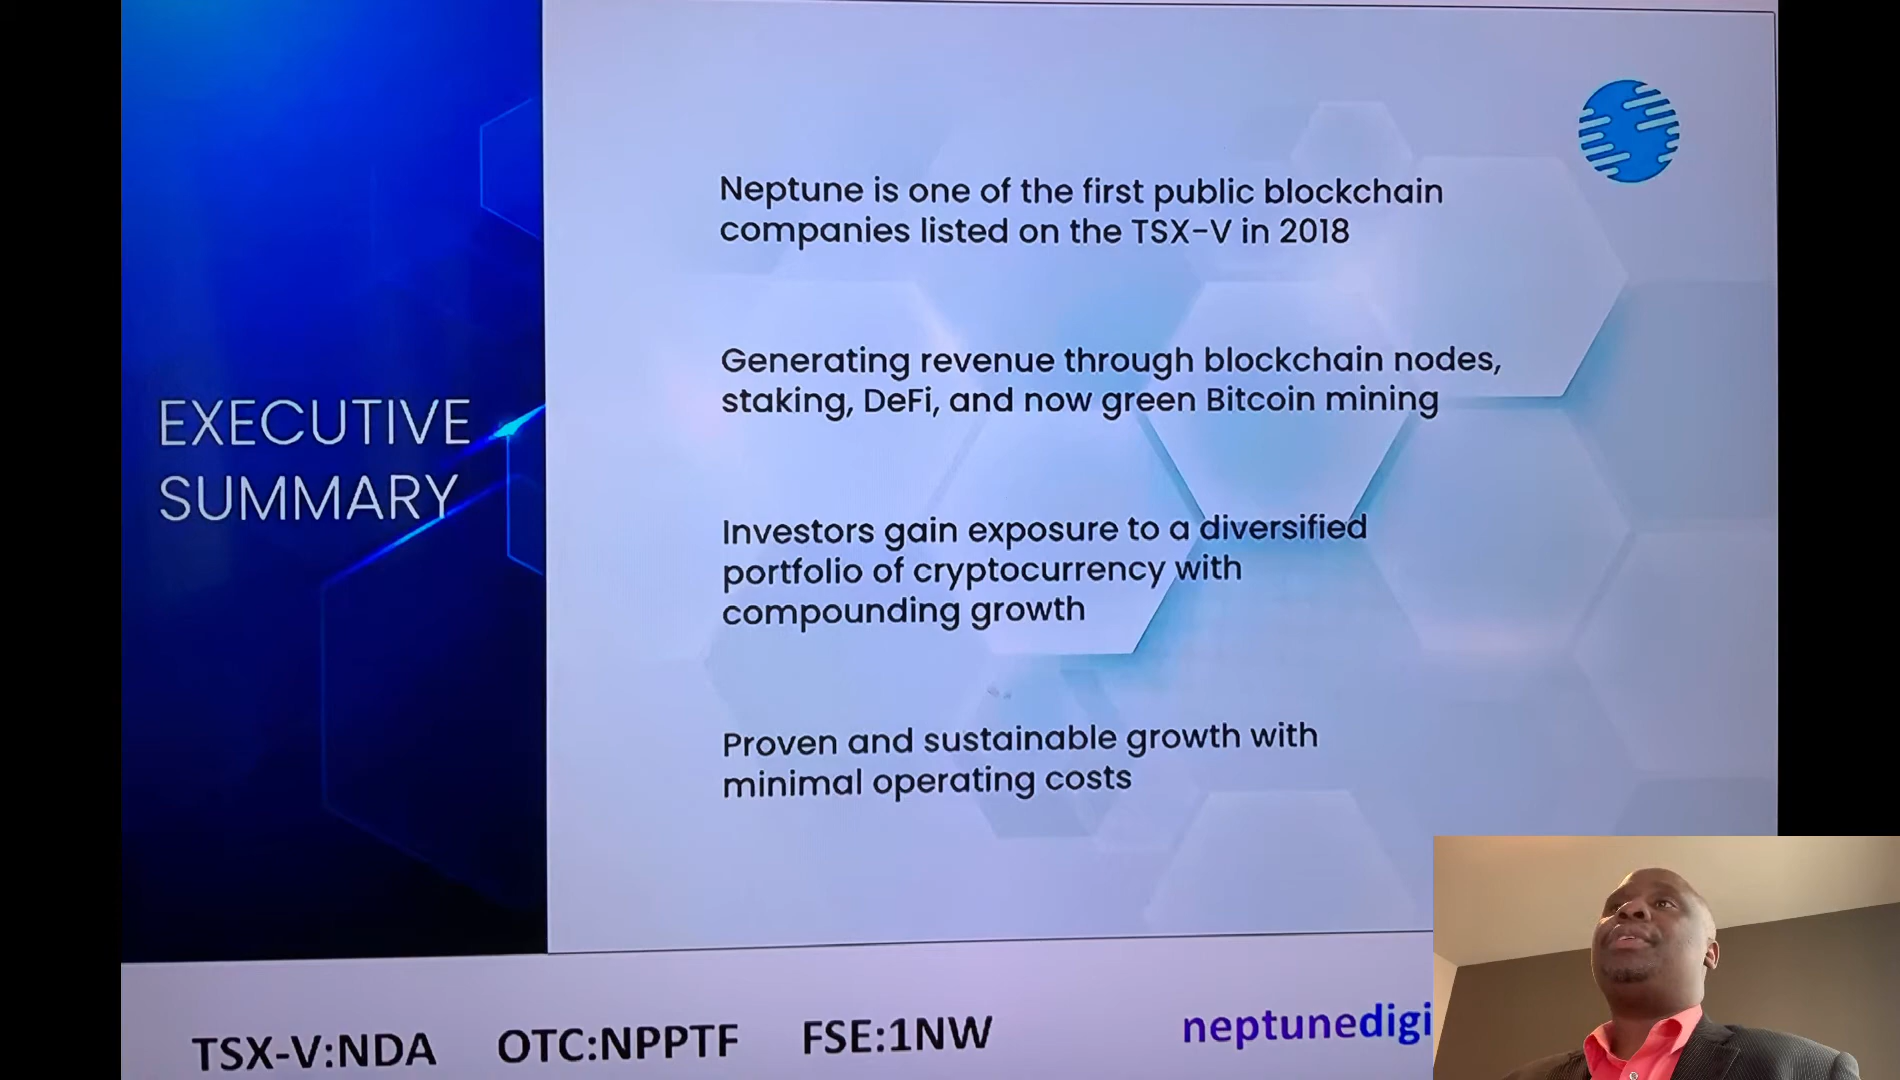 EXECUTIVE
SUMMARY
Neptune is one of the first public blockchain
companies listed on the TSX-V in 2018
Generating revenue through blockchain nodes,
staking, DeFi, and now green Bitcoin mining
Investors gain exposure to a diversified
portfolio of cryptocurrency with
compounding growth
Proven and sustainable growth with
minimal operating costs
TSX-V:NDA OTC:NPPTF FSE:1NW neptunedigi